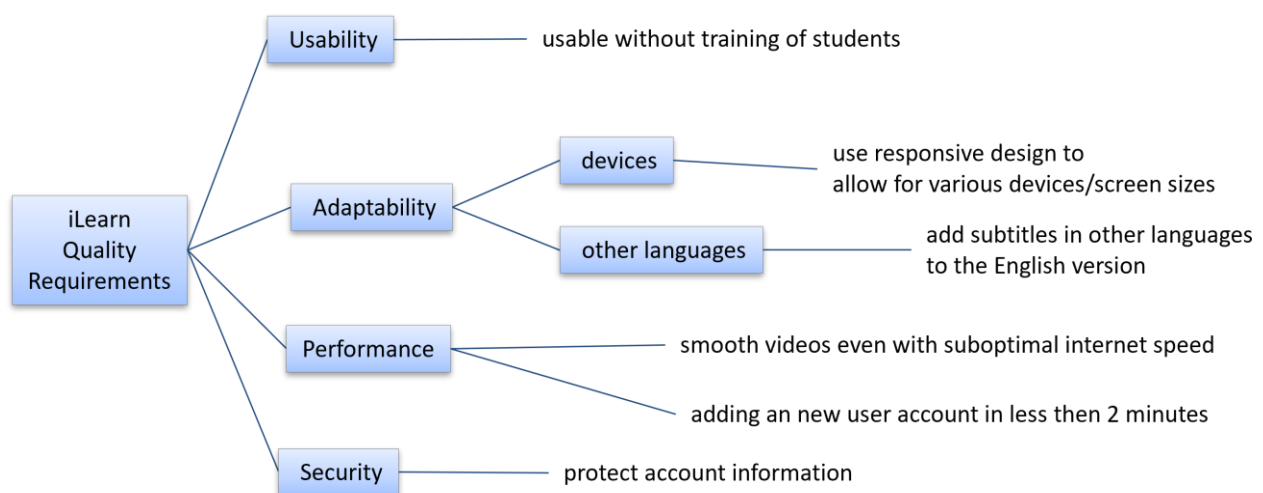 Usability
usable without training of students
devices
use responsive design to
allow for various devices/screen sizes
iLearn
Quality
Requirements
Adaptability
other languages
add subtitles in other languages
to the English version
Performance
smooth videos even with suboptimal internet speed
adding an new user account in less then 2 minutes
Security
protect account information